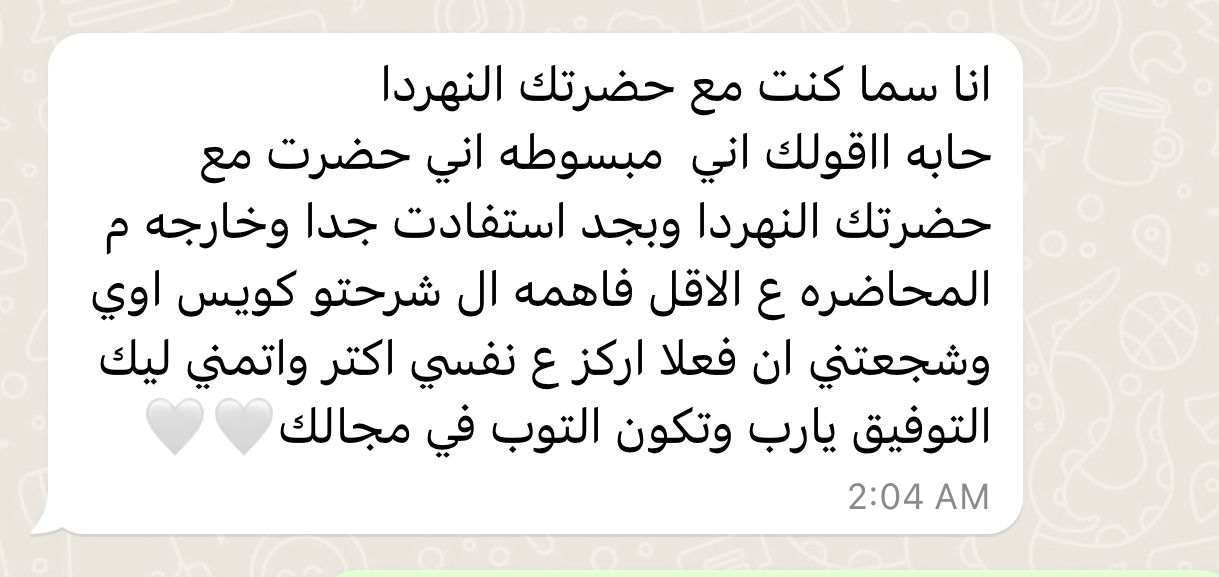 انا سما كنت مع حضرتك النهردا
حابه ااقولك اني  مبسوطه اني حضرت مع
حضرتك النهردا وبجد استفادت جدا وخارجه م
المحاضره ع الاقل فاهمه ال شرحتو كويس اوي
وشجعتني ان فعلا اركز ع نفسي اكتر واتمني ليك
التوفيق يارب وتكون التوب في مجالك🤍🤍
2:04 AM